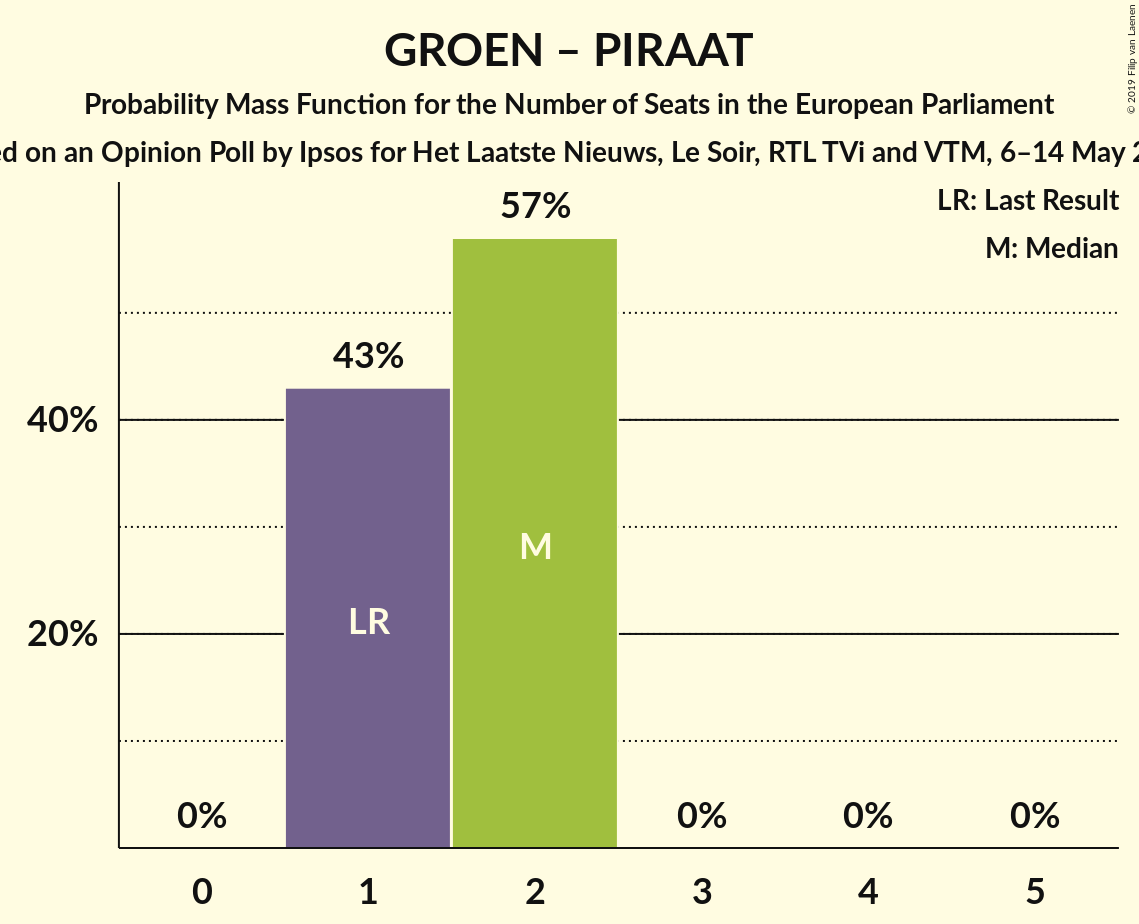 GROEN – PIRAAT
Probability Mass Function for the Number of Seats in the European Parliament
on an Opinion Poll by Ipsos for Het Laatste Nieuws, Le Soir, RTL TVi and VTM, 6–14 May
© 2019 Filip van Laenen
LR: Last Result
M: Median
57%
43%
40%
20%
M
LR
0%
0%
0%
0%
0
1
2
3
4
5